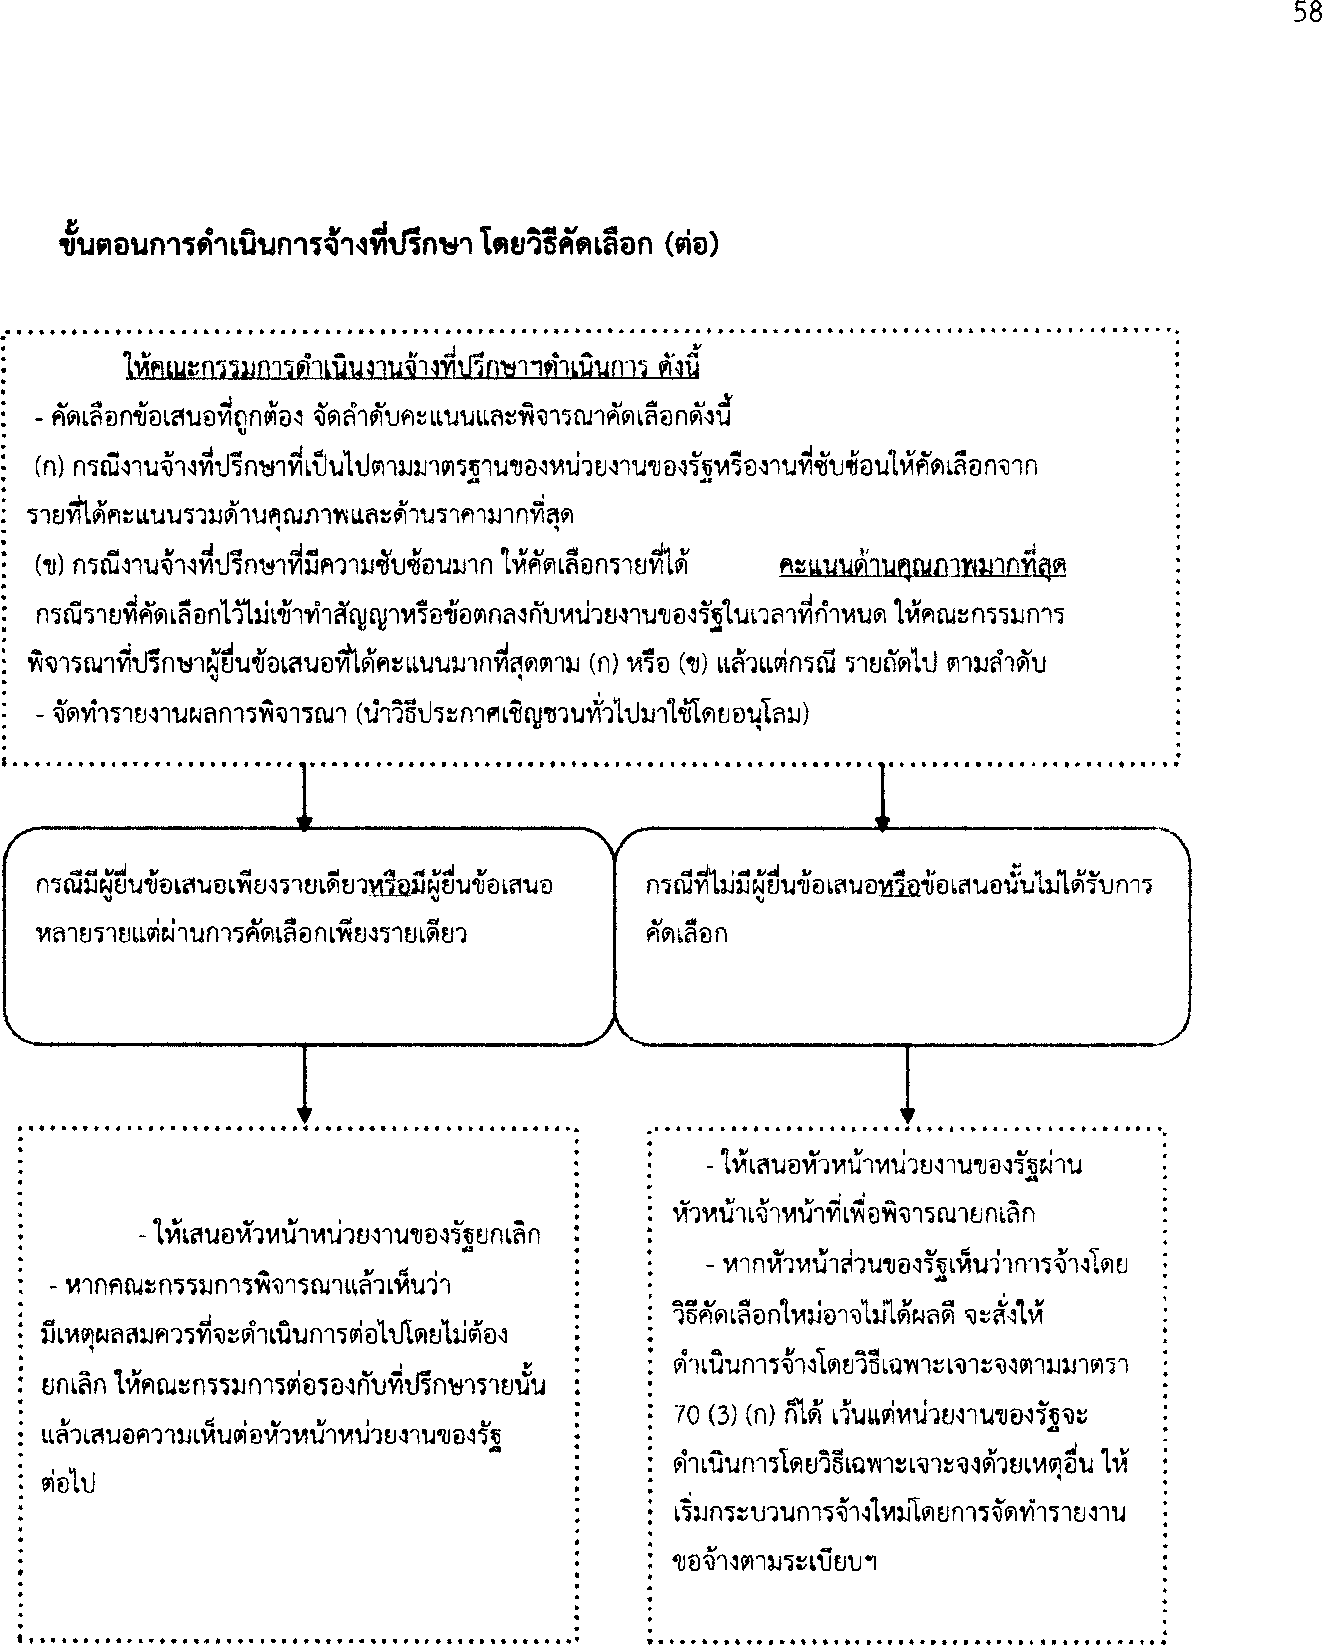 58
ขั้นตอนการดำเนินการจ้างที่ปรึกษา โดยวิธีคัดเลือก (ต่อ)
ให้คณะกรรมการดำเนินงานจ้างที่ปรึกษาฯดำเนินการ ดังนี้
- คัดเลือกข้อเสนอที่ถูกต้อง จัดลำดับคะแนนและพิจารณาคัดเลือกดังนี้
(ก) กรณีงานจ้างที่ปรึกษาที่เป็นไปตามมาตรฐานของหน่วยงานของรัฐหรืองานที่ซับซ้อนให้คัดเลือกจาก
รายที่ได้คะแนนรวมด้านคุณภาพและด้านราคามากที่สุด
(ข) กรณีงานจ้างที่ปรึกษาที่มีความซับซ้อนมาก ให้คัดเลือกรายที่ได้ คะแนนด้านคุณภาพมากที่สุด
กรณีรายที่คัดเลือกไว้ไม่เข้าทำสัญญาหรือข้อตกลงกับหน่วยงานของรัฐในเวลาที่กำหนด ให้คณะกรรมการ
พิจารณาที่ปรึกษาผู้ยื่นข้อเสนอที่ได้คะแนนมากที่สุดตาม (ก) หรือ (ข) แล้วแต่กรณี รายถัดไป ตามลำดับ
- จัดทำรายงานผลการพิจารณา (นำวิธีประกาศเชิญชวนทั่วไปมาใช้โดยอนุโลม)
กรณีมีผู้ยื่นข้อเสนอเพียงรายเดียวหรือมีผู้ยื่นข้อเสนอ
หลายรายแต่ผ่านการคัดเลือกเพียงรายเดียว
กรณีที่ไม่มีผู้ยื่นข้อเสนอหรือข้อเสนอนั้นไม่ได้รับการ
คัดเลือก
- ให้เสนอหัวหน้าหน่วยงานของรัฐยกเลิก
- หากคณะกรรมการพิจารณาแล้วเห็นว่า
มีเหตุผลสมควรที่จะดำเนินการต่อไปโดยไม่ต้อง
ยกเลิก ให้คณะกรรมการต่อรองกับที่ปรึกษารายนั้น
แล้วเสนอความเห็นต่อหัวหน้าหน่วยงานของรัฐ
ต่อไป
- ให้เสนอหัวหน้าหน่วยงานของรัฐผ่าน
หัวหน้าเจ้าหน้าที่เพื่อพิจารณายกเลิก
- หากหัวหน้าส่วนของรัฐเห็นว่าการจ้างโดย
วิธีคัดเลือกใหม่อาจไม่ได้ผลดี จะสั่งให้
ดำเนินการจ้างโดยวิธีเฉพาะเจาะจงตามมาตรา
70 (3) (ก) ก็ได้ เว้นแต่หน่วยงานของรัฐจะ
ดำเนินการโดยวิธีเฉพาะเจาะจงด้วยเหตุอื่น ให้
เริ่มกระบวนการจ้างใหม่โดยการจัดทำรายงาน
ขอจ้างตามระเบียบฯ